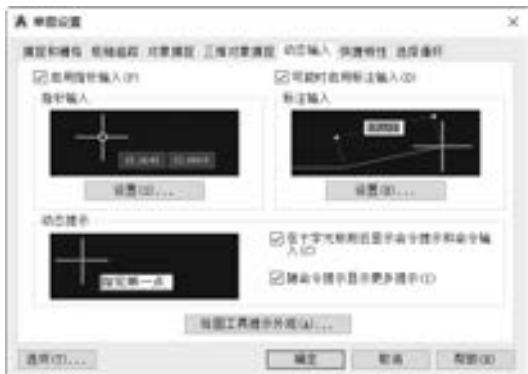 草图设置
捕捉和栅格 极轴追踪 对象捕捉 三维对象捕捉 动态输入 快捷特性 选择循环
启用指针输入(P)
可能时启用标注输入(D)
指针输入
标注输入
设置(S)...
设置(E)...
动态提示
在十字光标附近显示命令提示和命令输入(C)
指定第一点:
随命令提示显示更多提示(I)
绘图工具提示外观(A)...
选项(T)...
确定
取消
帮助(H)